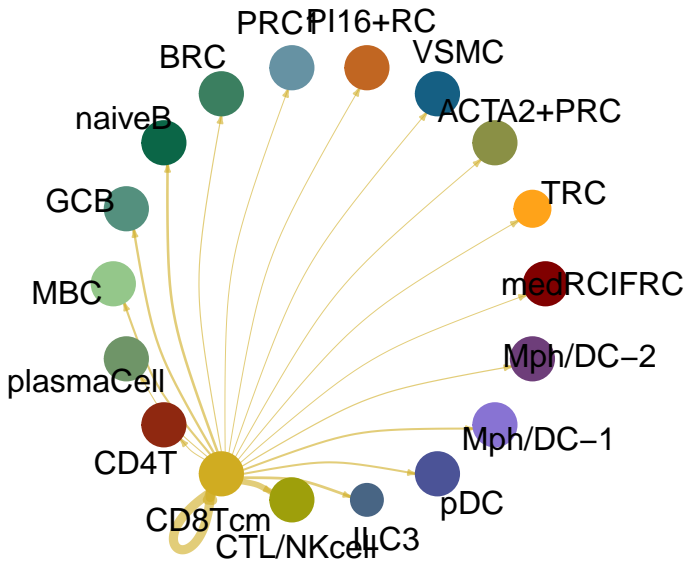 PRC1
PI16+RC
BRC
VSMC
naiveB
ACTA2+PRC
GCB
TRC
MBC
medRCIFRC
plasmaCell
Mph/DC−2
CD4T
Mph/DC−1
CD8Tcm
pDC
CTL/NKcell
ILC3